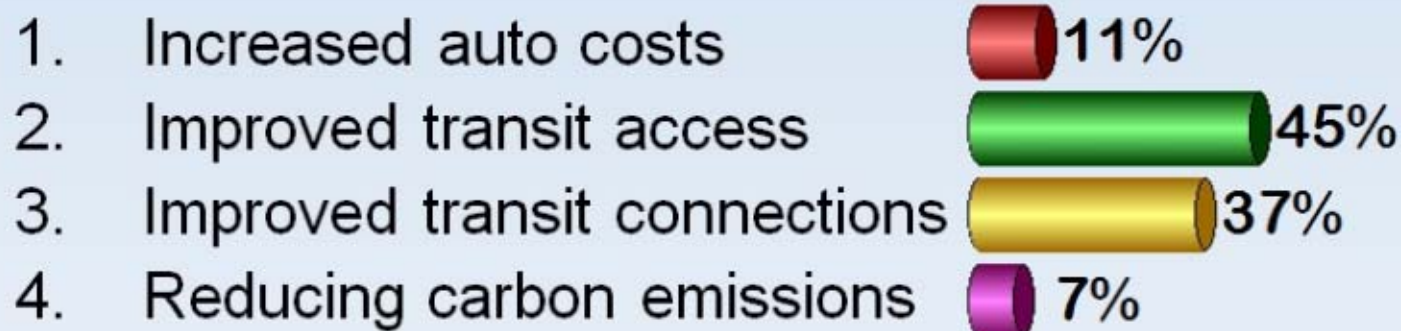 1. Increased auto costs 11%
2. Improved transit access 45%
3. Improved transit connections 37%
4. Reducing carbon emissions 7%